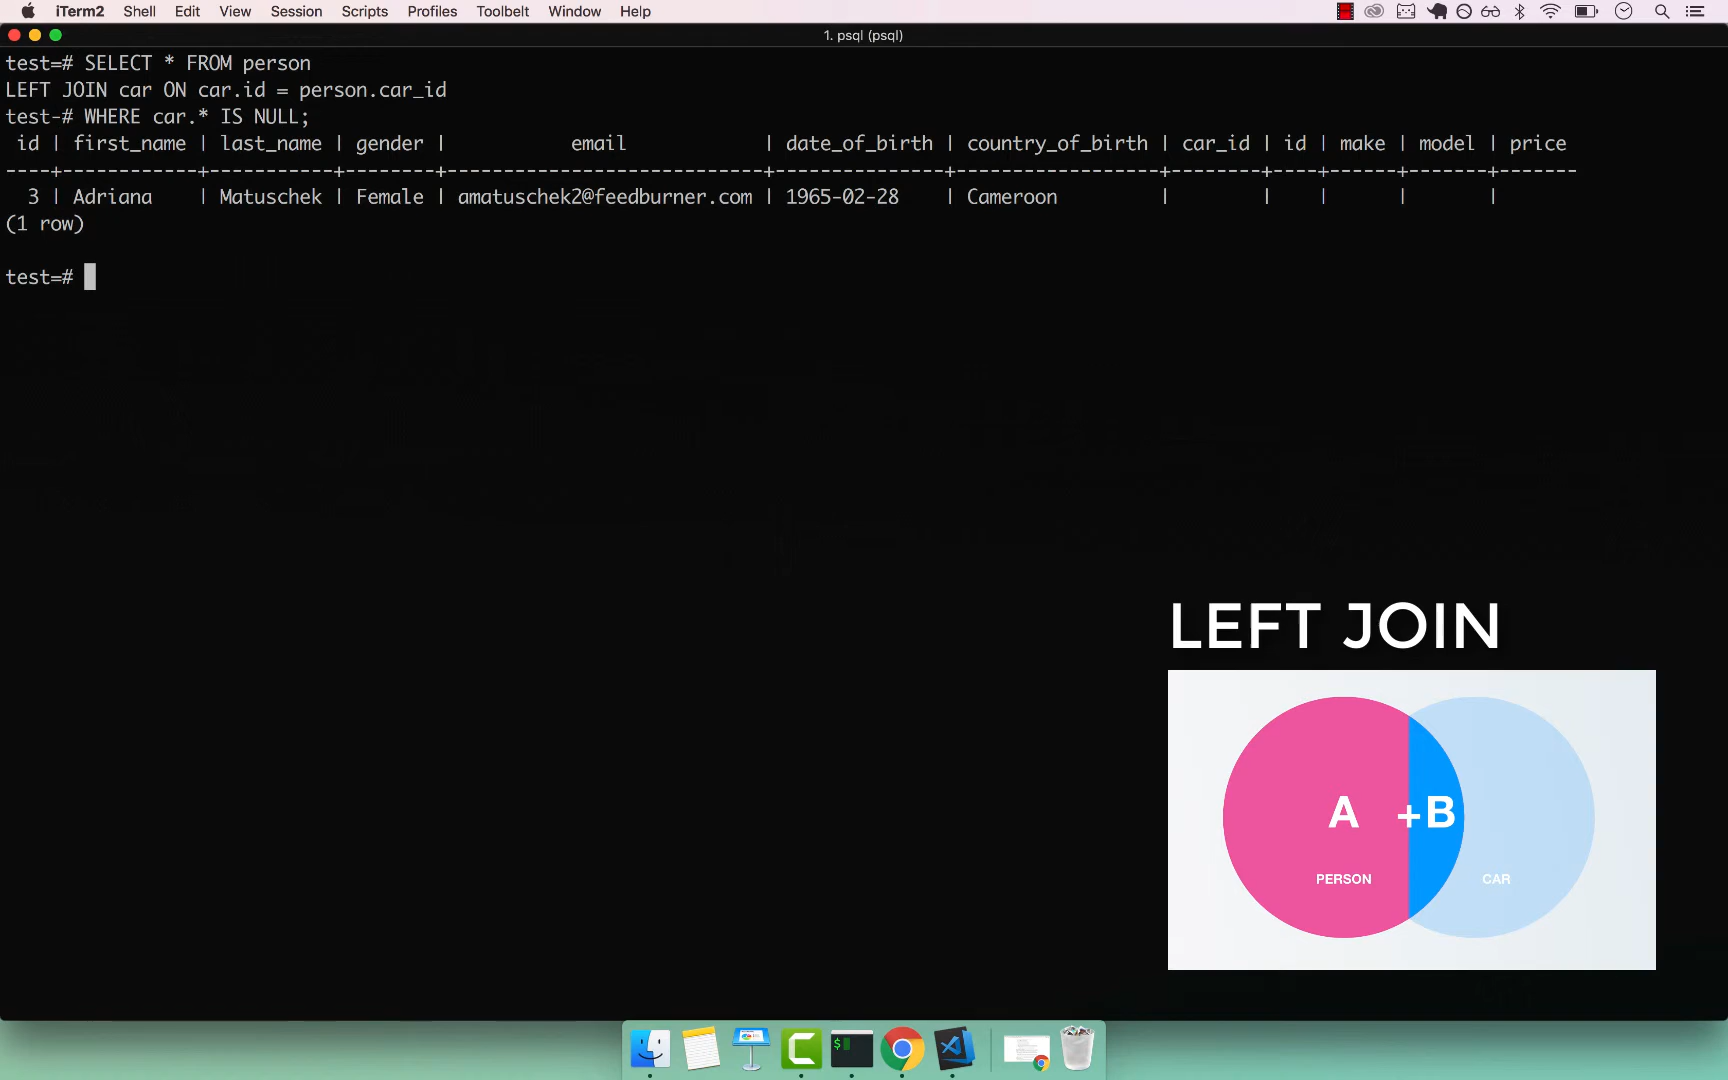 iTerm2 Shell Edit View Session Scripts Profiles Toolbelt Window Help
1. psql (psql)
test=# SELECT * FROM person
LEFT JOIN car ON car.id = person.car_id
test-# WHERE car.* IS NULL;
 id | first_name | last_name | gender |           email            | date_of_birth | country_of_birth | car_id | id | make | model | price
----+------------+-----------+--------+----------------------------+---------------+------------------+--------+----+------+-------+-------
  3 | Adriana    | Matuschek | Female | amatuschek2@feedburner.com | 1965-02-28    | Cameroon         |        |    |      |       |
(1 row)
test=#
LEFT JOIN
A +B
PERSON CAR